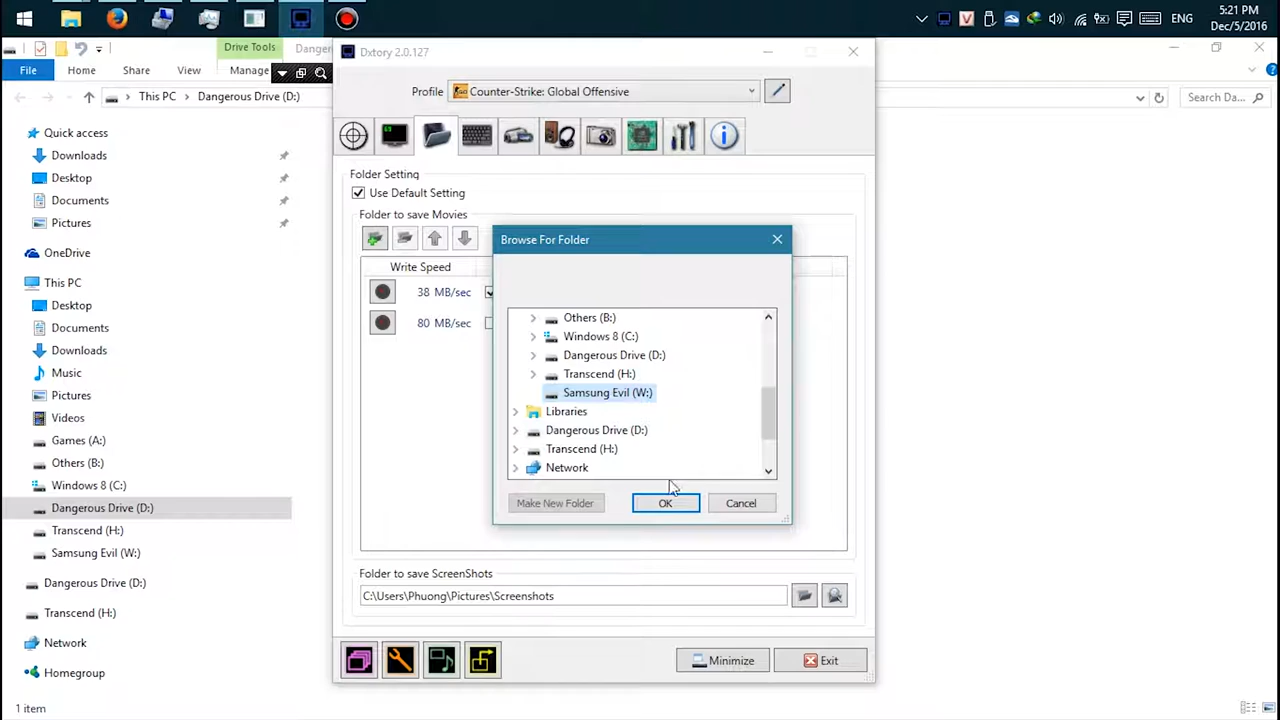 5:21 PM
ENG
Dec/5/2016
Drive Tools
Dangerous
File
Home
Share
View
Manage
This PC
Dangerous Drive (D:)
Search Da...
Quick access
Downloads
Desktop
Documents
Pictures
OneDrive
This PC
Desktop
Documents
Downloads
Music
Pictures
Videos
Games (A:)
Others (B:)
Windows 8 (C:)
Dangerous Drive (D:)
Transcend (H:)
Samsung Evil (W:)
Dangerous Drive (D:)
Transcend (H:)
Network
Homegroup
1 item
Dxtory 2.0.127
Profile
Counter-Strike: Global Offensive
Folder Setting
Use Default Setting
Folder to save Movies
Write Speed
38 MB/sec
80 MB/sec
Browse For Folder
Others (B:)
Windows 8 (C:)
Dangerous Drive (D:)
Transcend (H:)
Samsung Evil (W:)
Libraries
Dangerous Drive (D:)
Transcend (H:)
Network
Make New Folder
OK
Cancel
Folder to save ScreenShots
C:\Users\Phuong\Pictures\Screenshots
Minimize
Exit